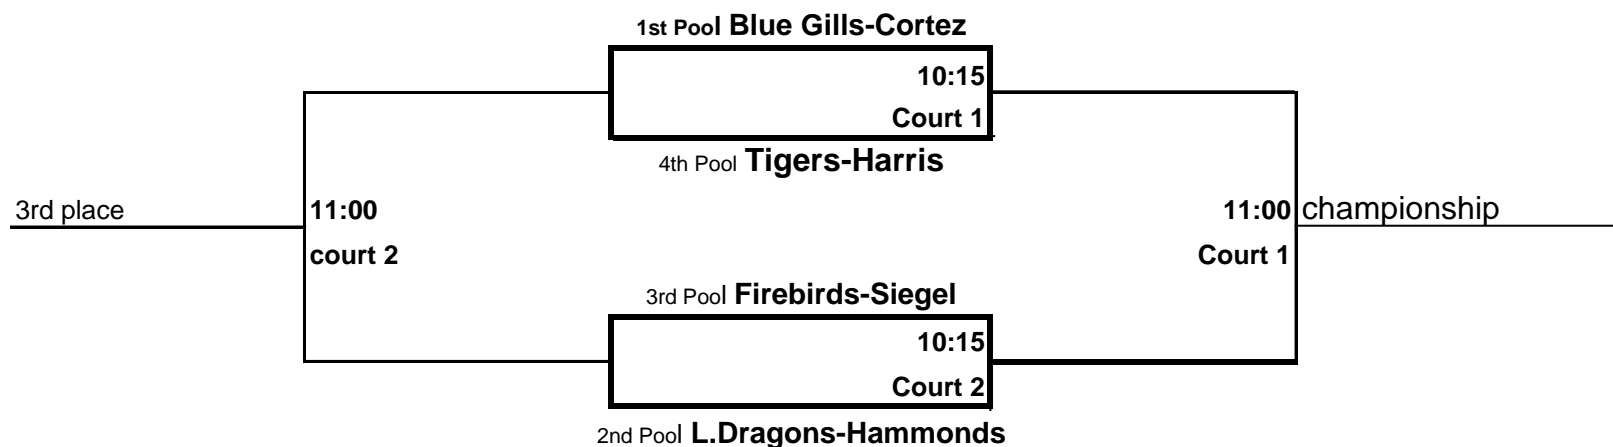 1st Pool Blue Gills-Cortez
10:15
Court 1
4th Pool Tigers-Harris
3rd place
11:00
court 2
11:00
Court 1
championship
3rd Pool Firebirds-Siegel
10:15
Court 2
2nd Pool L.Dragons-Hammonds